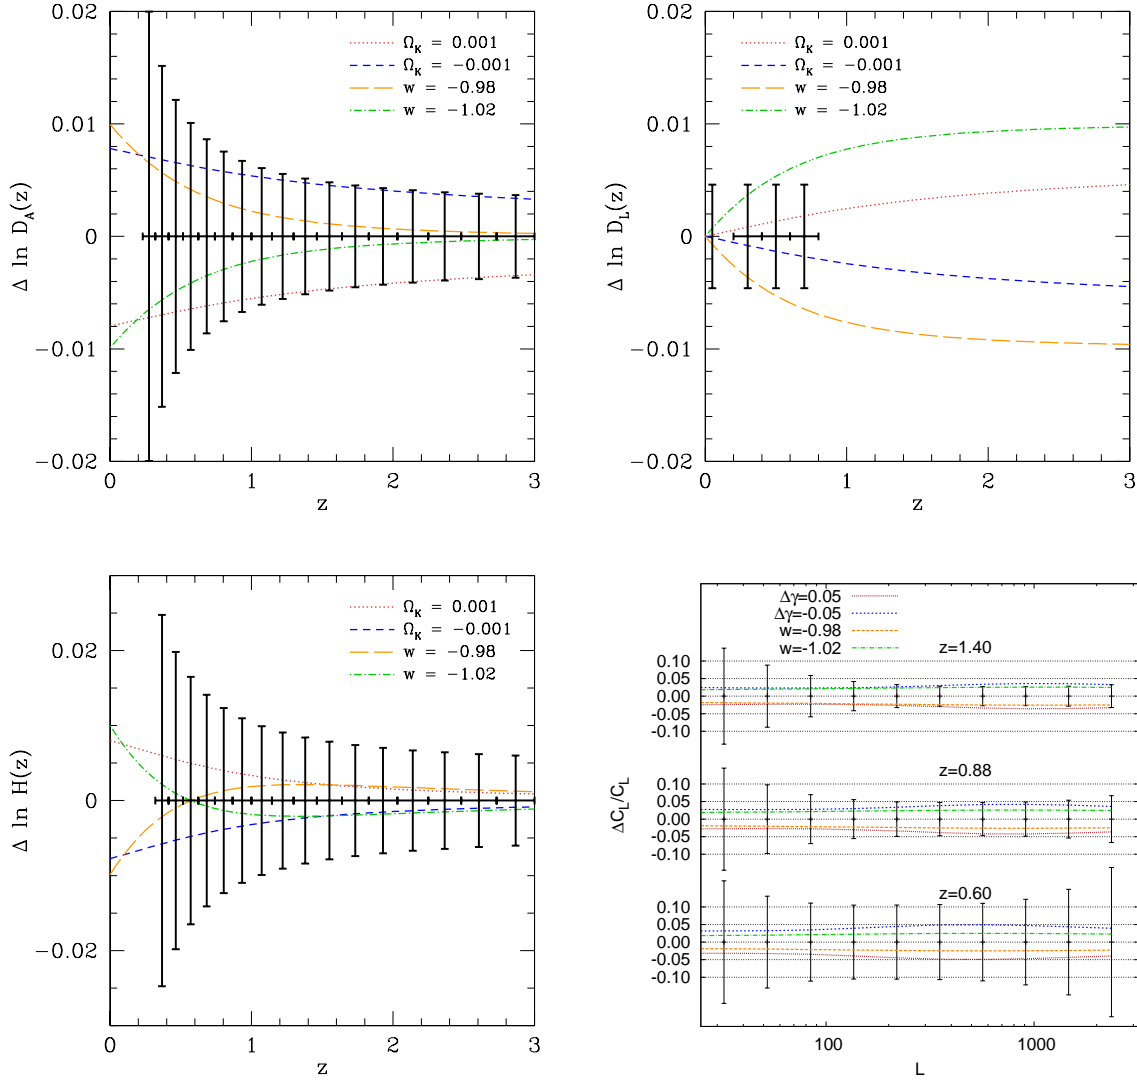 0.02
0.01
0
−0.01
−0.02
Δ ln D_A(z)
Ω_K = 0.001
Ω_K = −0.001
w = −0.98
w = −1.02
0 1 2 3
z
0.02
0.01
0
−0.01
−0.02
Δ ln D_L(z)
Ω_K = 0.001
Ω_K = −0.001
w = −0.98
w = −1.02
0 1 2 3
z
0.02
0
−0.02
Δ ln H(z)
Ω_K = 0.001
Ω_K = −0.001
w = −0.98
w = −1.02
0 1 2 3
z
Δγ=0.05
Δγ=-0.05
w=-0.98
w=-1.02
z=1.40
0.10
0.05
0.00
-0.05
-0.10
z=0.88
0.10
0.05
0.00
-0.05
-0.10
z=0.60
0.10
0.05
0.00
-0.05
-0.10
ΔC_L/C_L
100 1000
L